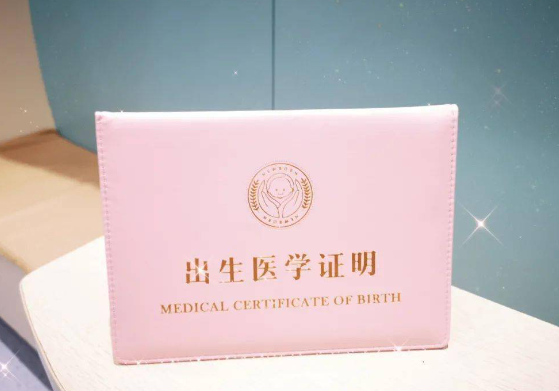 出生医学证明
MEDICAL CERTIFICATE OF BIRTH